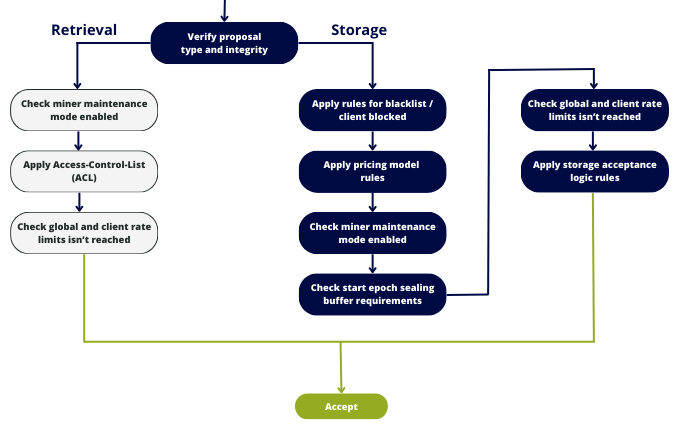 Retrieval
Verify proposal
type and integrity
Storage
Check miner maintenance
mode enabled
Apply Access-Control-List
(ACL)
Check global and client rate
limits isn't reached
Apply rules for blacklist /
client blocked
Apply pricing model
rules
Check miner maintenance
mode enabled
Check start epoch sealing
buffer requirements
Check global and client rate
limits isn't reached
Apply storage acceptance
logic rules
Accept